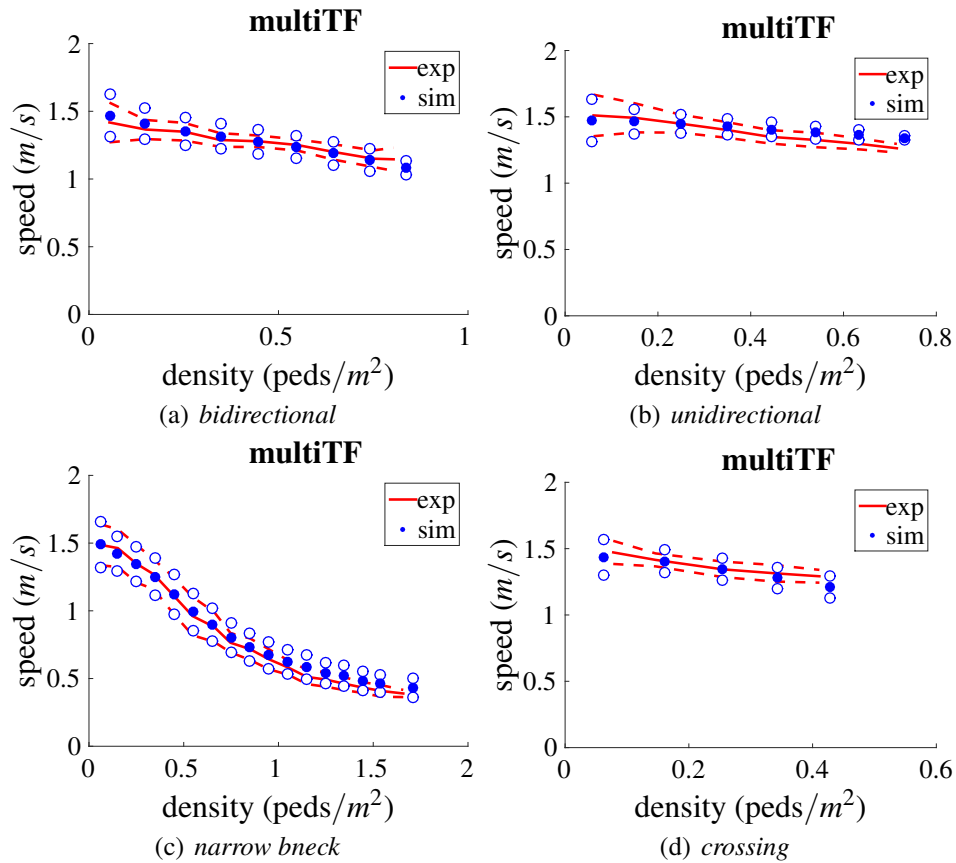 multiTF
2
1.5
1
0.5
0
speed (m/s)
exp
sim
0
0.5
1
density (peds/m²)
(a) bidirectional
multiTF
2
1.5
1
0.5
0
speed (m/s)
exp
sim
0
0.2
0.4
0.6
0.8
density (peds/m²)
(b) unidirectional
multiTF
2
1.5
1
0.5
0
speed (m/s)
exp
sim
0
0.5
1
1.5
2
density (peds/m²)
(c) narrow bneck
multiTF
2
1.5
1
0.5
0
speed (m/s)
exp
sim
0
0.2
0.4
0.6
density (peds/m²)
(d) crossing